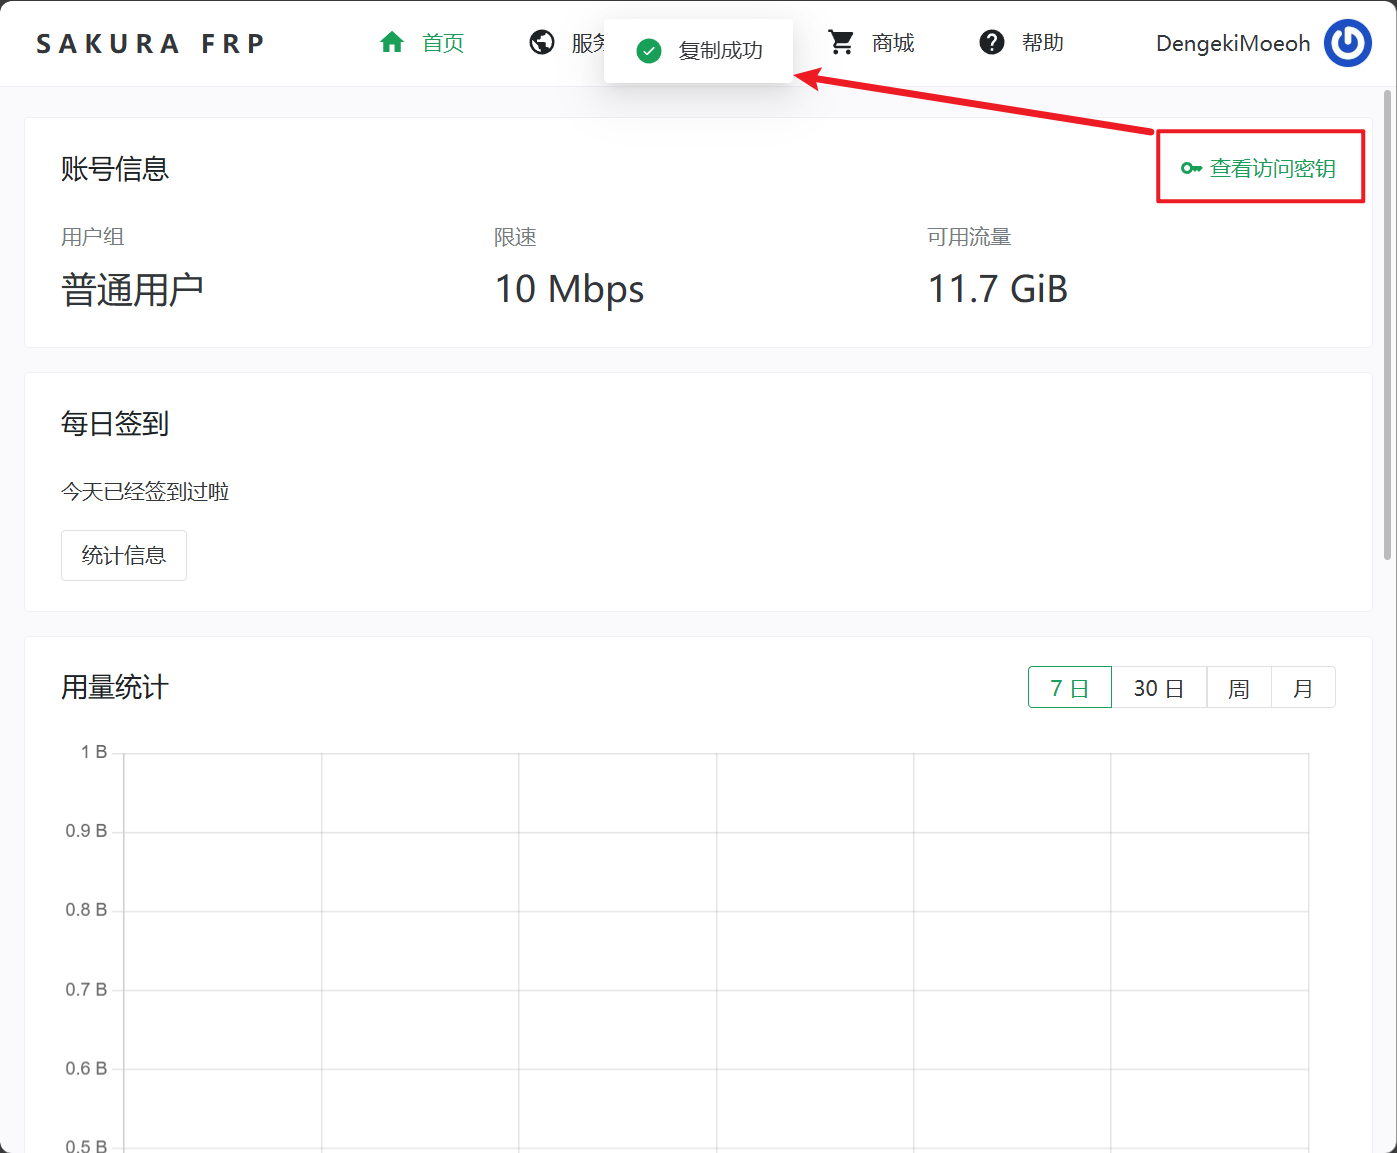 SAKURA FRP
首页
服务
复制成功
商城
帮助
DengekiMoeoh
账号信息
查看访问密钥
用户组
限速
可用流量
普通用户
10 Mbps
11.7 GiB
每日签到
今天已经签到过啦
统计信息
用量统计
7 日
30 日
周
月
1 B
0.9 B
0.8 B
0.7 B
0.6 B
0.5 B